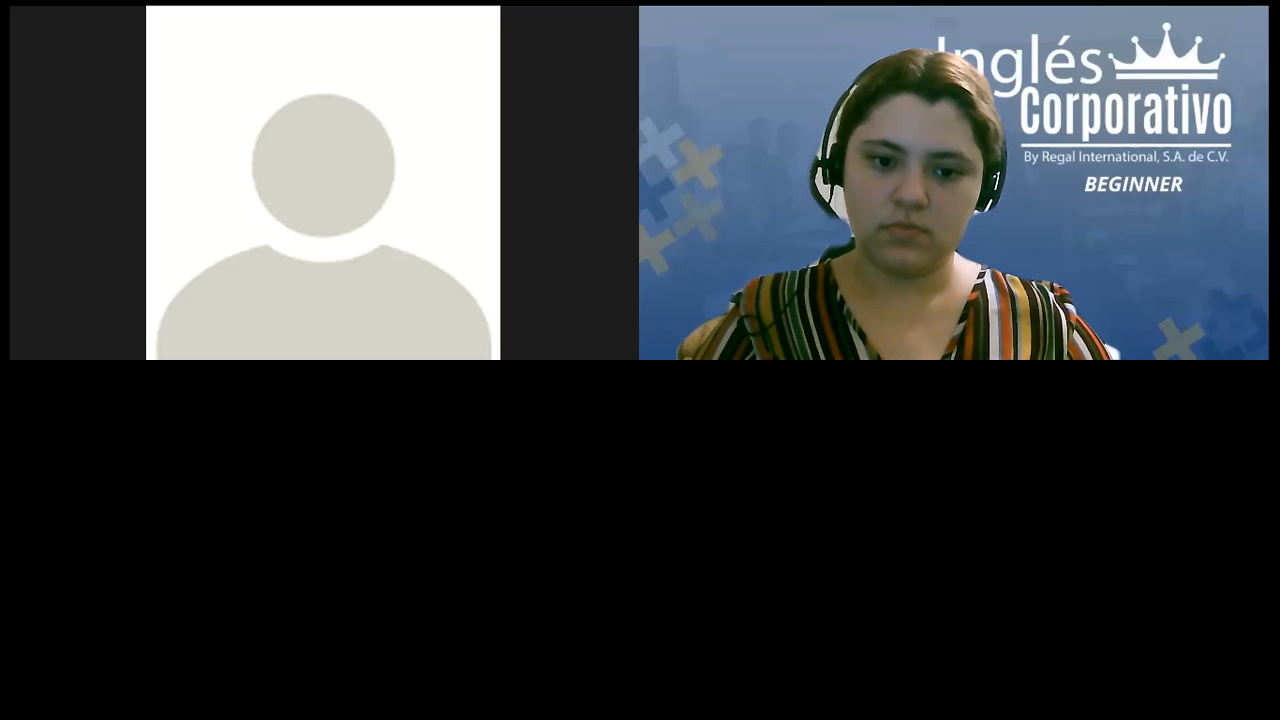 Inglés
Corporativo
By Regal International, S.A. de C.V.
BEGINNER